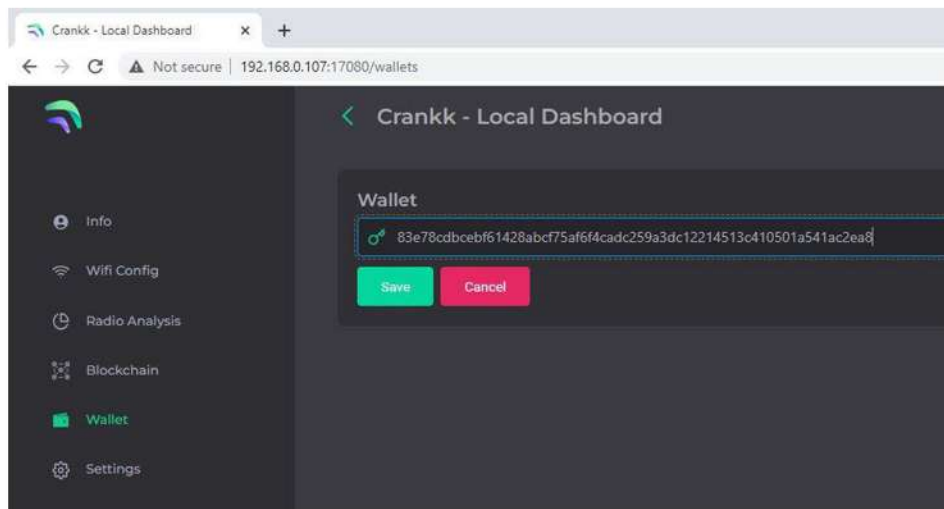 Crankk - Local Dashboard
Not secure | 192.168.0.107:17080/wallets
Crankk - Local Dashboard
Wallet
83e78cdbcebf61428abcf75af6f4cadc259a3dc12214513c410501a541ac2ea8
Save Cancel
Info
Wifi Config
Radio Analysis
Blockchain
Wallet
Settings